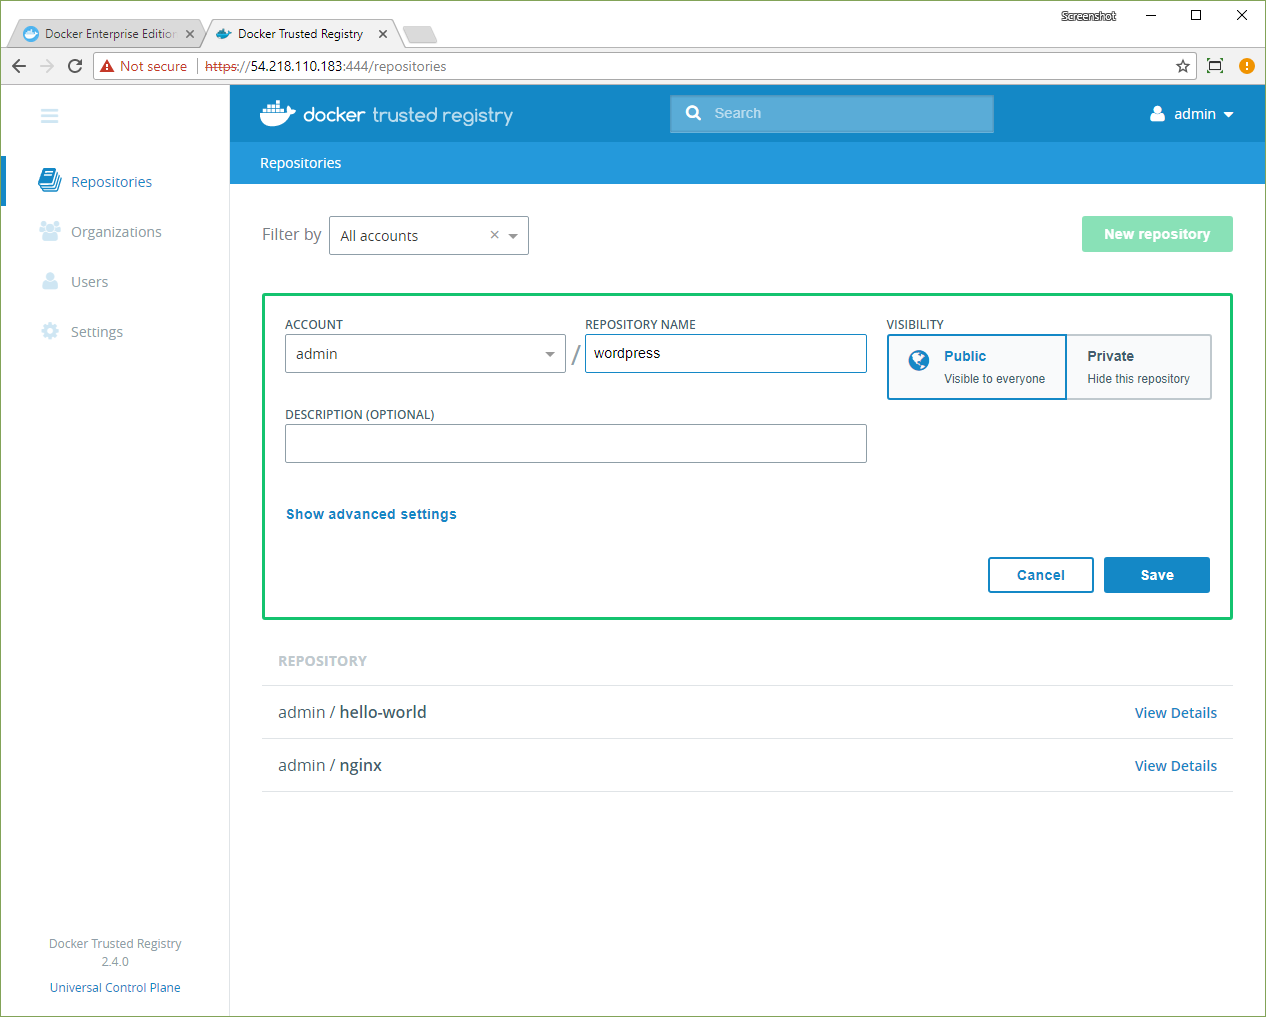 Screenshot
Docker Enterprise Edition
Docker Trusted Registry
Not secure
https://54.218.110.183:444/repositories
docker trusted registry
Search
admin
Repositories
Repositories
Organizations
Users
Settings
Filter by
All accounts
New repository
ACCOUNT
REPOSITORY NAME
VISIBILITY
admin
/
wordpress
Public
Visible to everyone
Private
Hide this repository
DESCRIPTION (OPTIONAL)
Show advanced settings
Cancel
Save
REPOSITORY
admin / hello-world
View Details
admin / nginx
View Details
Docker Trusted Registry
2.4.0
Universal Control Plane